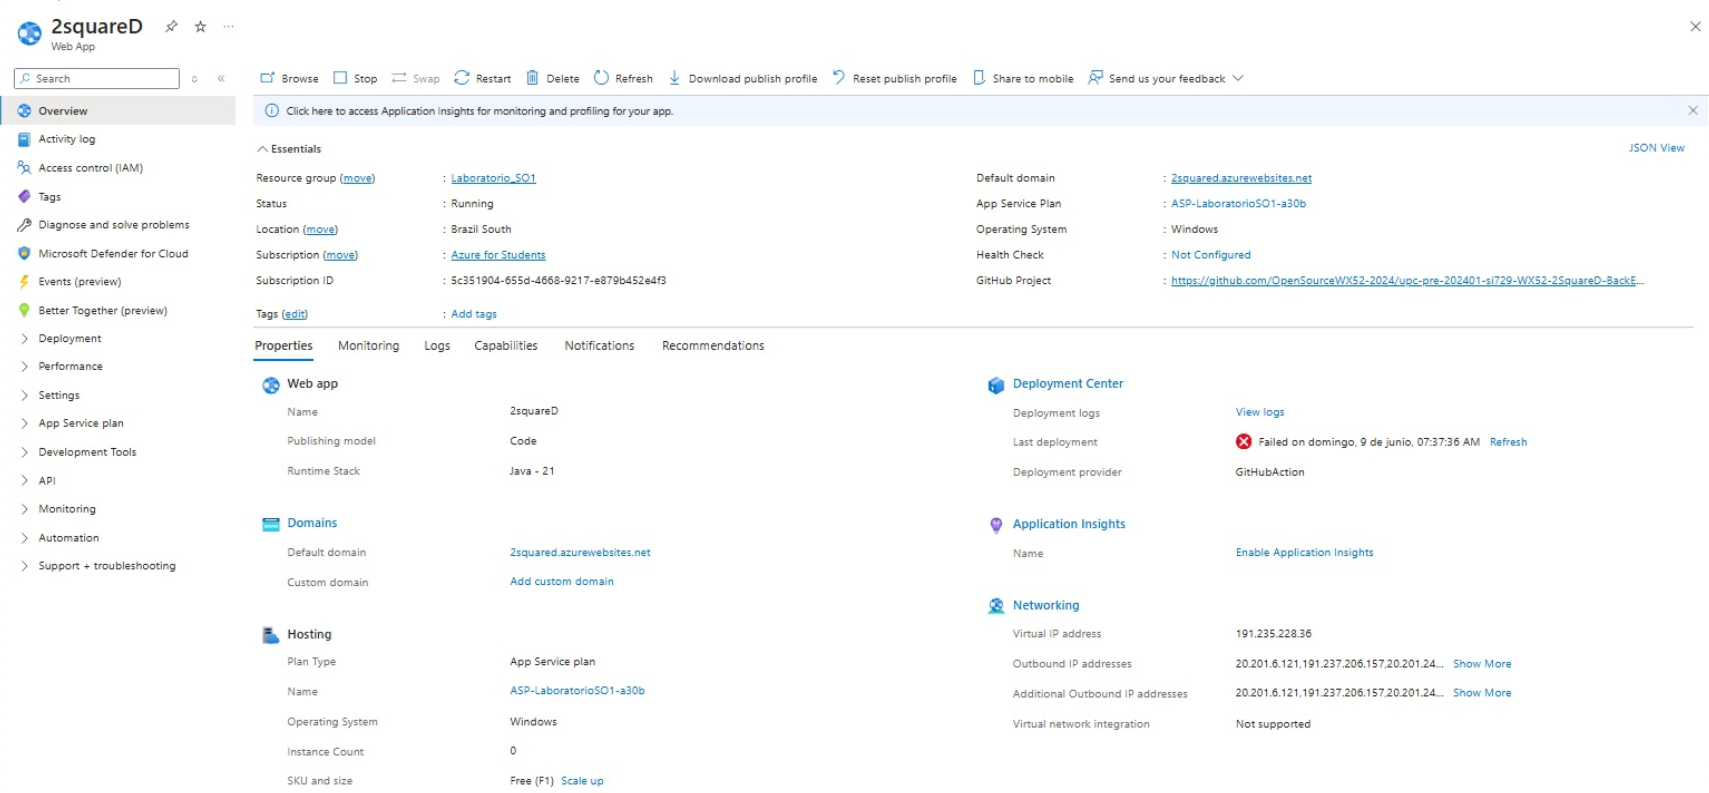 2squareD
Web App
Search
Browse Stop Swap Restart Delete Refresh Download publish profile Reset publish profile Share to mobile Send us your feedback
Overview
Activity log
Access control (IAM)
Tags
Diagnose and solve problems
Microsoft Defender for Cloud
Events (preview)
Better Together (preview)
Deployment
Performance
Settings
App Service plan
Development Tools
API
Monitoring
Automation
Support + troubleshooting
Click here to access Application Insights for monitoring and profiling for your app.
Essentials
JSON View
Resource group (move) : Laboratorio_SO1
Status : Running
Location (move) : Brazil South
Subscription (move) : Azure for Students
Subscription ID : 5c351904-655d-4668-9217-e879b452e4f3
Tags (edit) : Add tags
Default domain : 2squared.azurewebsites.net
App Service Plan : ASP-LaboratorioSO1-a30b
Operating System : Windows
Health Check : Not Configured
GitHub Project : https://github.com/OpenSourceWX52-2024/upc-pre-202401-si729-WX52-2SquareD-BackE...
Properties Monitoring Logs Capabilities Notifications Recommendations
Web app
Name 2squareD
Publishing model Code
Runtime Stack Java - 21
Domains
Default domain 2squared.azurewebsites.net
Custom domain Add custom domain
Hosting
Plan Type App Service plan
Name ASP-LaboratorioSO1-a30b
Operating System Windows
Instance Count 0
SKU and size Free (F1) Scale up
Deployment Center
Deployment logs View logs
Last deployment Failed on domingo, 9 de junio, 07:37:36 AM Refresh
Deployment provider GitHubAction
Application Insights
Name Enable Application Insights
Networking
Virtual IP address 191.235.228.36
Outbound IP addresses 20.201.6.121,191.237.206.157,20.201.24... Show More
Additional Outbound IP addresses 20.201.6.121,191.237.206.157,20.201.24... Show More
Virtual network integration Not supported